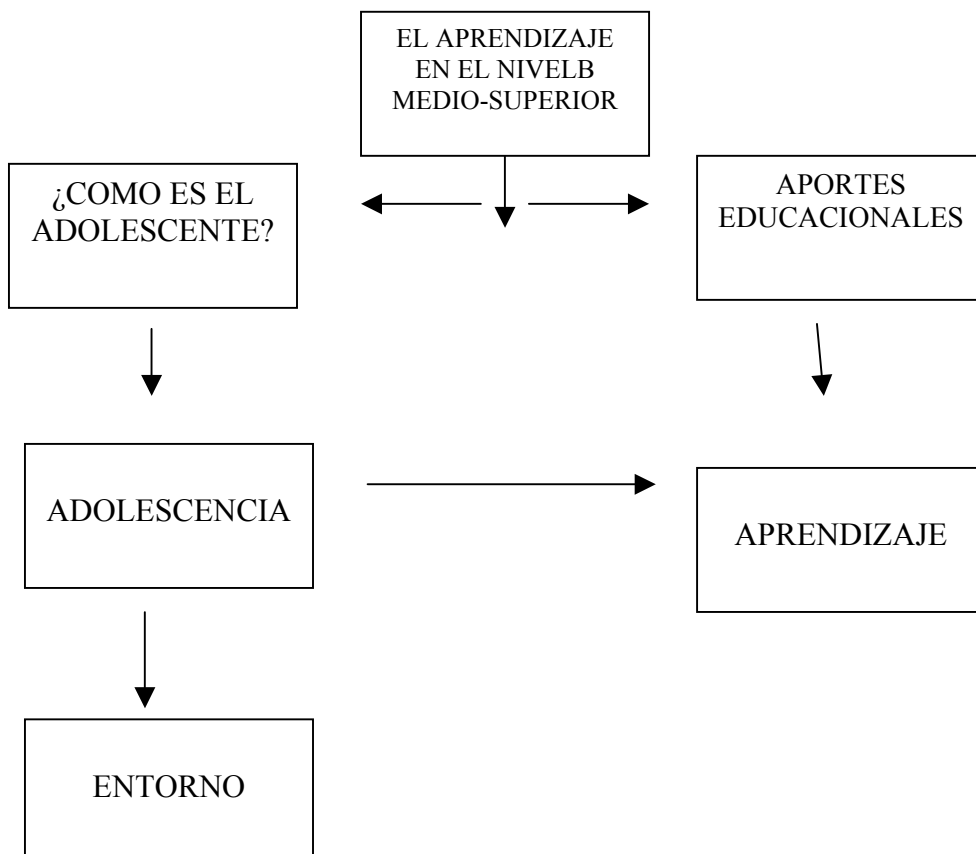 EL APRENDIZAJE
EN EL NIVELB
MEDIO-SUPERIOR
¿COMO ES EL
ADOLESCENTE?
APORTES
EDUCACIONALES
ADOLESCENCIA
APRENDIZAJE
ENTORNO